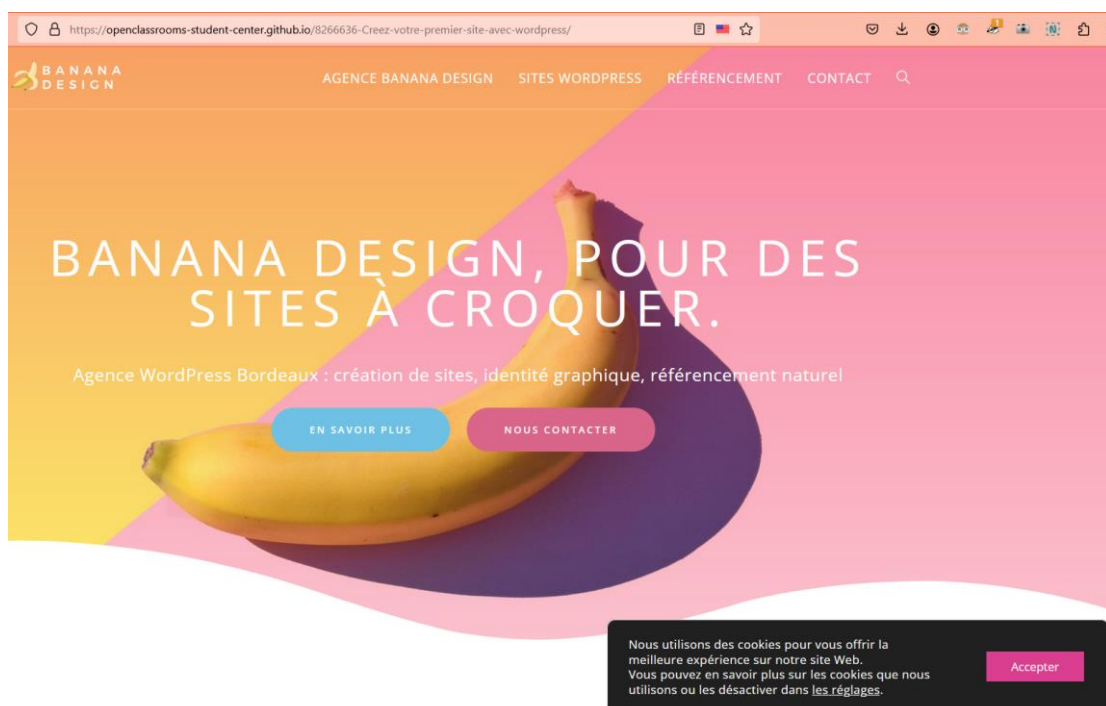 https://openclassrooms-student-center.github.io/8266636-Creez-votre-premier-site-avec-wordpress/
BANANA
DESIGN
AGENCE BANANA DESIGN SITES WORDPRESS RÉFÉRENCEMENT CONTACT
BANANA DESIGN, POUR DES
SITES À CROQUER.
Agence WordPress Bordeaux : création de sites, identité graphique, référencement naturel
EN SAVOIR PLUS NOUS CONTACTER
Nous utilisons des cookies pour vous offrir la
meilleure expérience sur notre site Web.
Vous pouvez en savoir plus sur les cookies que nous
utilisons ou les désactiver dans les réglages.
Accepter